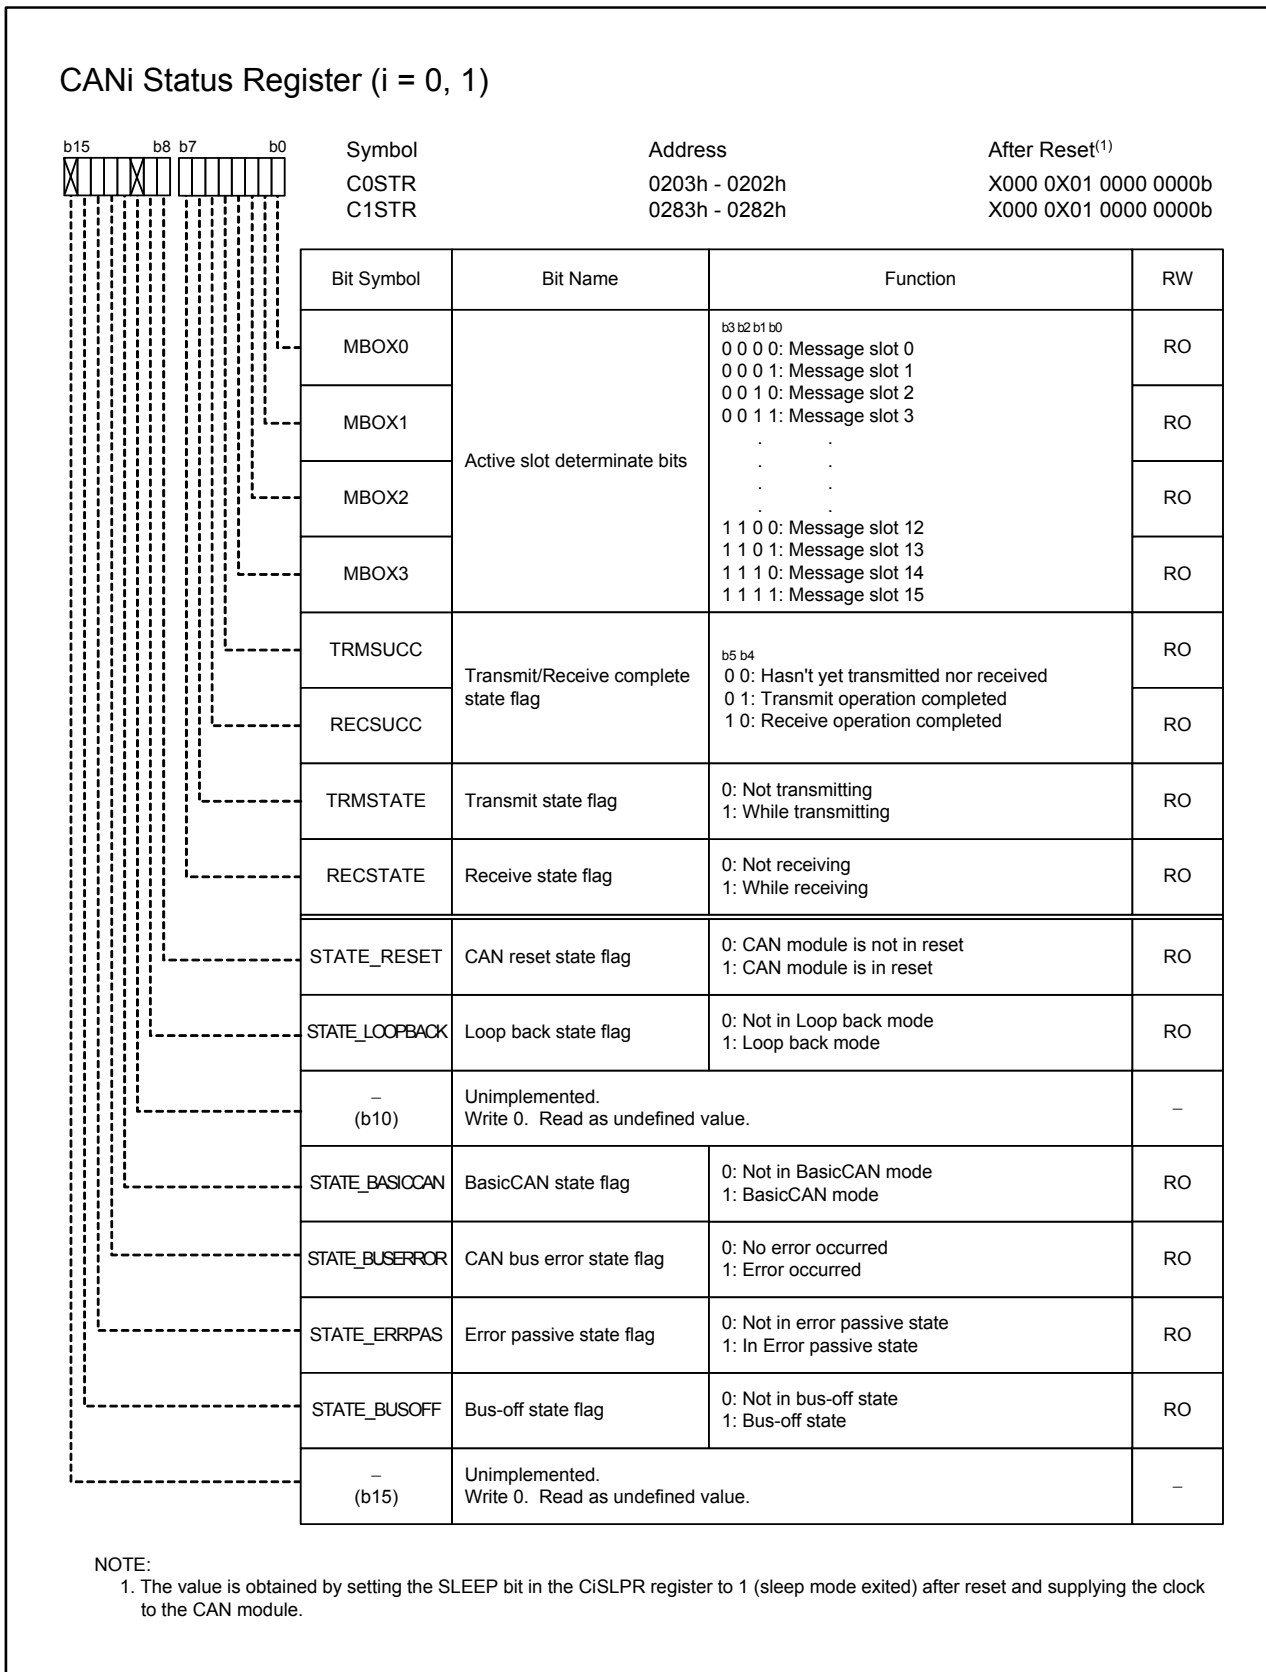 CANi Status Register (i = 0, 1)
b15 b8 b7 b0
Symbol Address After Reset(1)
C0STR 0203h - 0202h X000 0X01 0000 0000b
C1STR 0283h - 0282h X000 0X01 0000 0000b
Bit Symbol Bit Name Function RW
MBOX0 RO
MBOX1 RO
MBOX2 RO
MBOX3 RO
Active slot determinate bits
b3 b2 b1 b0
0 0 0 0: Message slot 0
0 0 0 1: Message slot 1
0 0 1 0: Message slot 2
0 0 1 1: Message slot 3
. .
. .
. .
. .
1 1 0 0: Message slot 12
1 1 0 1: Message slot 13
1 1 1 0: Message slot 14
1 1 1 1: Message slot 15
TRMSUCC RO
RECSUCC RO
Transmit/Receive complete
state flag
b5 b4
0 0: Hasn't yet transmitted nor received
0 1: Transmit operation completed
1 0: Receive operation completed
TRMSTATE Transmit state flag RO
0: Not transmitting
1: While transmitting
RECSTATE Receive state flag RO
0: Not receiving
1: While receiving
STATE_RESET CAN reset state flag RO
0: CAN module is not in reset
1: CAN module is in reset
STATE_LOOPBACK Loop back state flag RO
0: Not in Loop back mode
1: Loop back mode
–
(b10)
Unimplemented.
Write 0. Read as undefined value.
–
STATE_BASICCAN BasicCAN state flag RO
0: Not in BasicCAN mode
1: BasicCAN mode
STATE_BUSERROR CAN bus error state flag RO
0: No error occurred
1: Error occurred
STATE_ERRPAS Error passive state flag RO
0: Not in error passive state
1: In Error passive state
STATE_BUSOFF Bus-off state flag RO
0: Not in bus-off state
1: Bus-off state
–
(b15)
Unimplemented.
Write 0. Read as undefined value.
–
NOTE:
1. The value is obtained by setting the SLEEP bit in the CiSLPR register to 1 (sleep mode exited) after reset and supplying the clock
to the CAN module.